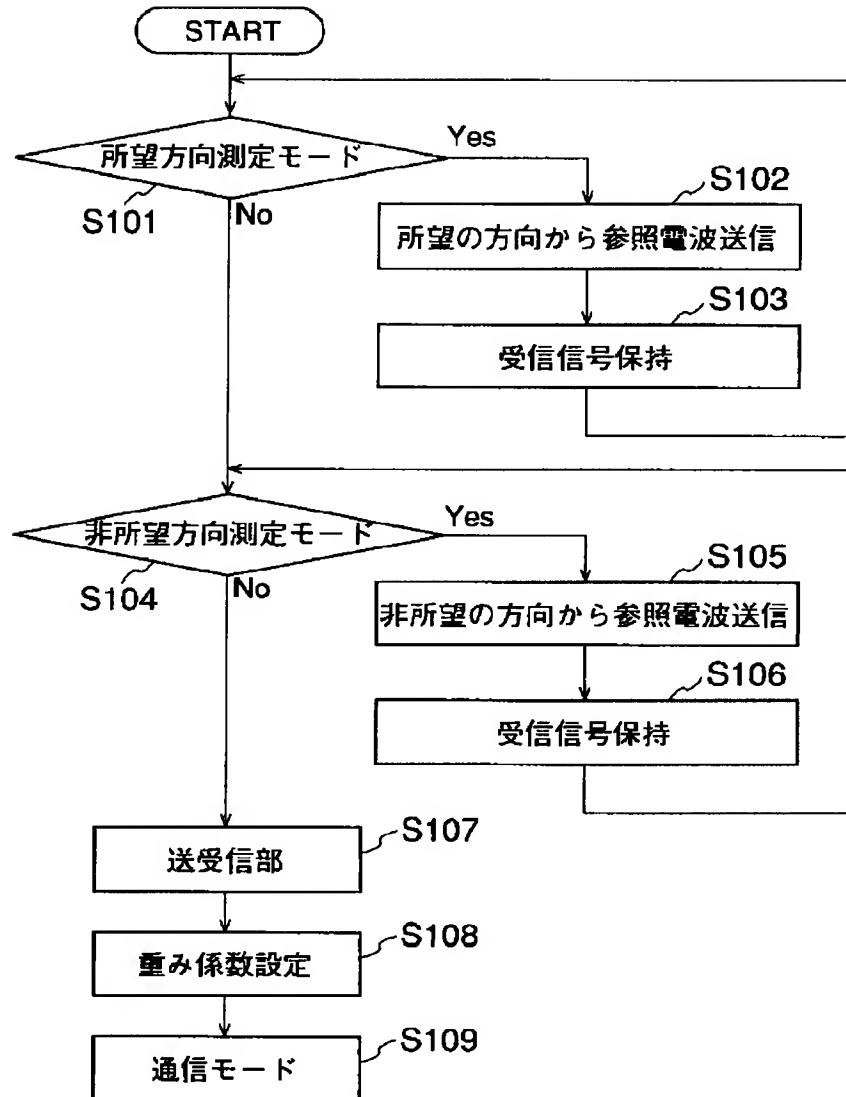 START
所望方向測定モード
Yes
S101
No
S102
所望の方向から参照電波送信
S103
受信信号保持
非所望方向測定モード
Yes
S104
No
S105
非所望の方向から参照電波送信
S106
受信信号保持
S107
送受信部
S108
重み係数設定
S109
通信モード